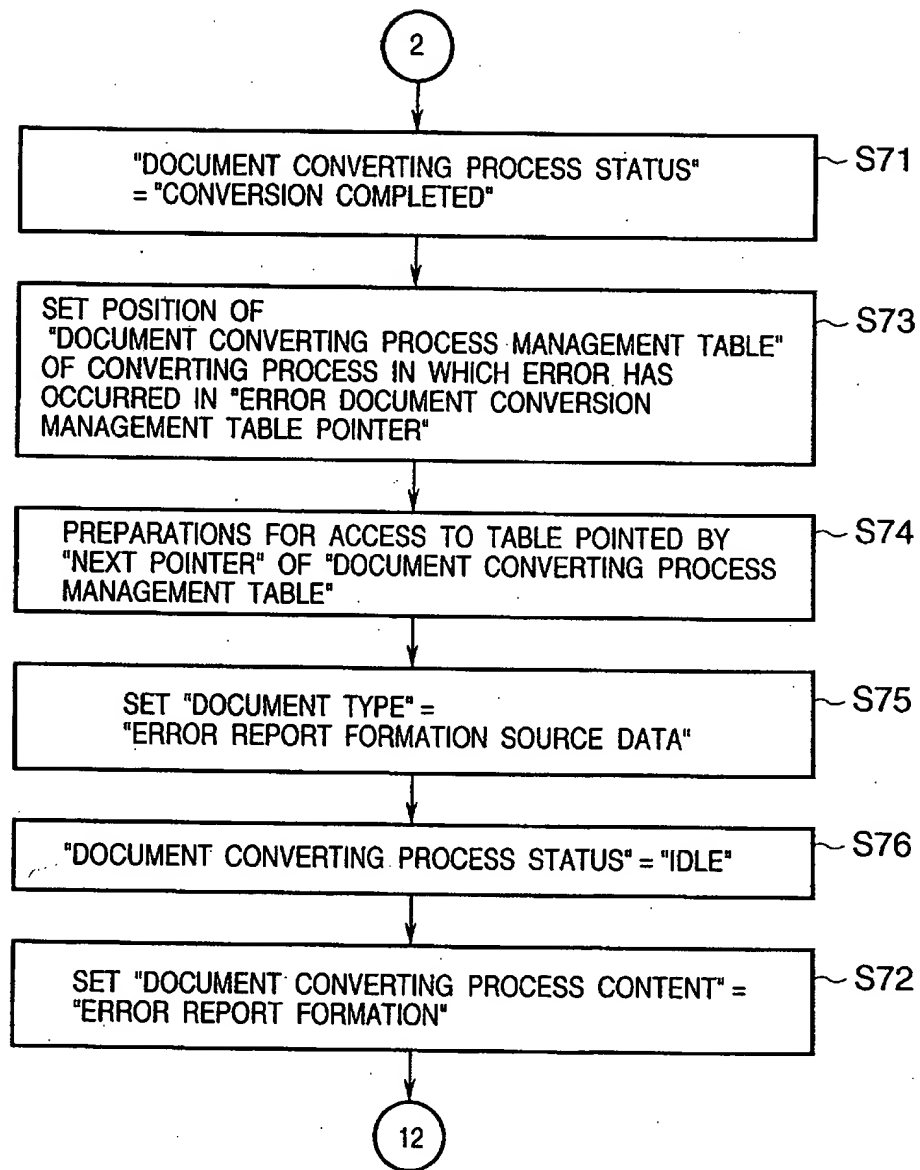 2
"DOCUMENT CONVERTING PROCESS STATUS"
= "CONVERSION COMPLETED"
S71
SET POSITION OF
"DOCUMENT CONVERTING PROCESS MANAGEMENT TABLE"
OF CONVERTING PROCESS IN WHICH ERROR HAS
OCCURRED IN "ERROR DOCUMENT CONVERSION
MANAGEMENT TABLE POINTER"
S73
PREPARATIONS FOR ACCESS TO TABLE POINTED BY
"NEXT POINTER" OF "DOCUMENT CONVERTING PROCESS
MANAGEMENT TABLE"
S74
SET "DOCUMENT TYPE" =
"ERROR REPORT FORMATION SOURCE DATA"
S75
"DOCUMENT CONVERTING PROCESS STATUS" = "IDLE"
S76
SET "DOCUMENT CONVERTING PROCESS CONTENT" =
"ERROR REPORT FORMATION"
S72
12